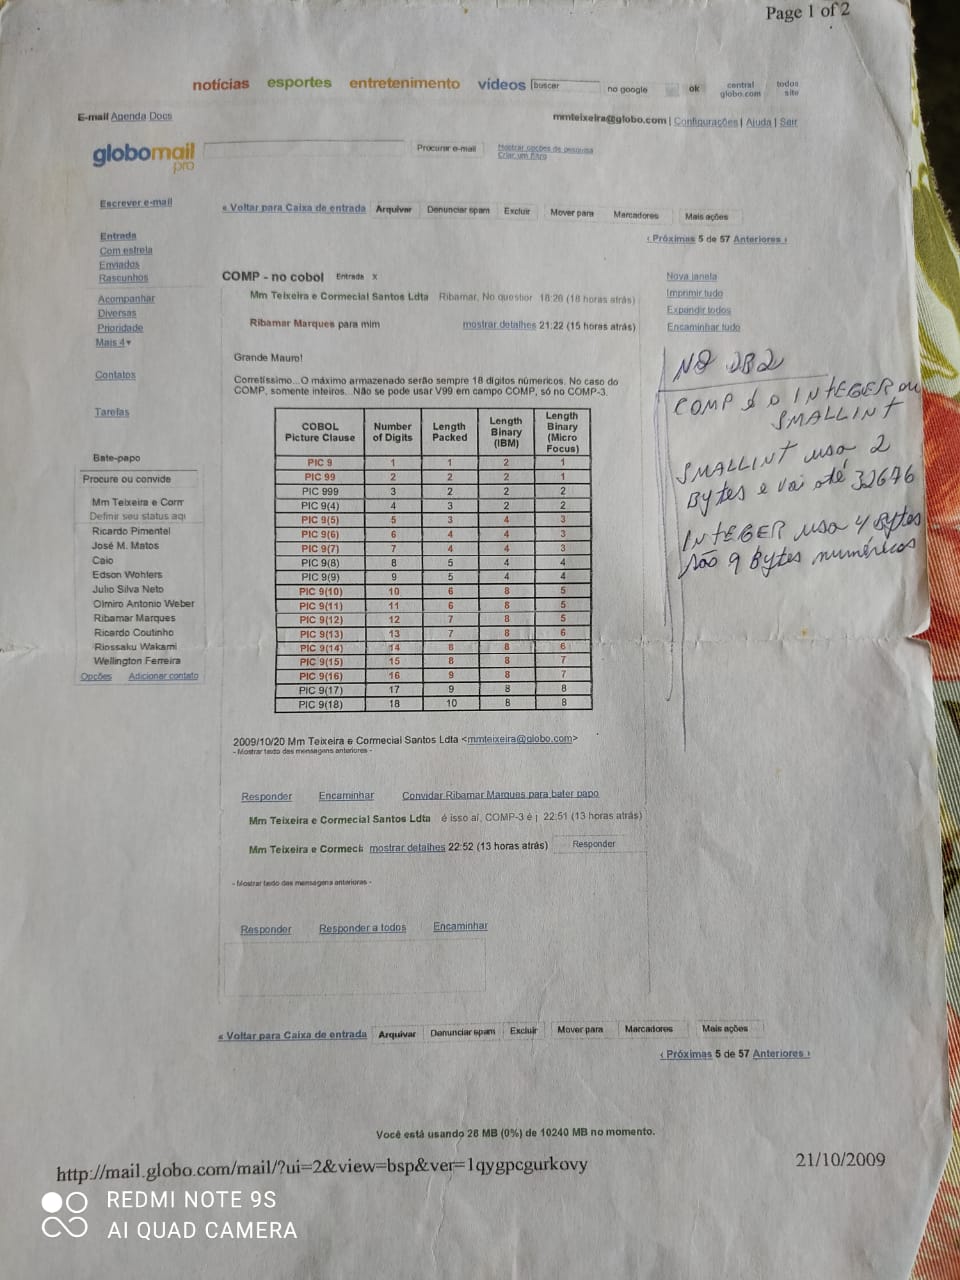 Page 1 of 2
notícias esportes entretenimento vídeos buscar no google ok central globo.com todos site
E-mail Agenda Docs
mmteixeira@globo.com | Configurações | Ajuda | Sair
globomail pro
Procurar e-mail
Mostrar opções de pesquisa
Criar um filtro
Escrever e-mail
« Voltar para Caixa de entrada Arquivar Denunciar spam Excluir Mover para Marcadores Mais ações
‹ Próximas 5 de 57 Anteriores ›
Entrada
Com estrela
Enviados
Rascunhos
Acompanhar
Diversas
Prioridade
Mais 4▾
Contatos
Tarefas
Bate-papo
Procure ou convide
Mm Teixeira e Corm
Definir seu status aqu
Ricardo Pimentel
José M. Matos
Caio
Edson Wohlers
Julio Silva Neto
Olmiro Antonio Weber
Ribamar Marques
Ricardo Coutinho
Riossaku Wakami
Wellington Ferreira
Opções Adicionar contato
COMP - no cobol Entrada X
Mm Teixeira e Cormecial Santos Ldta Ribamar, No question 18:26 (18 horas atrás)
Ribamar Marques para mim mostrar detalhes 21:22 (15 horas atrás)
Nova janela
Imprimir tudo
Expandir todos
Encaminhar tudo
Grande Mauro!
Corretíssimo...O máximo armazenado serão sempre 18 dígitos númericos. No caso do
COMP, somente inteiros...Não se pode usar V99 em campo COMP, só no COMP-3.
COBOL Picture Clause Number of Digits Length Packed Length Binary (IBM) Length Binary (Micro Focus)
PIC 9 1 1 2 1
PIC 99 2 2 2 1
PIC 999 3 2 2 2
PIC 9(4) 4 3 2 2
PIC 9(5) 5 3 4 3
PIC 9(6) 6 4 4 3
PIC 9(7) 7 4 4 3
PIC 9(8) 8 5 4 4
PIC 9(9) 9 5 4 4
PIC 9(10) 10 6 8 5
PIC 9(11) 11 6 8 5
PIC 9(12) 12 7 8 5
PIC 9(13) 13 7 8 6
PIC 9(14) 14 8 8 6
PIC 9(15) 15 8 8 7
PIC 9(16) 16 9 8 7
PIC 9(17) 17 9 8 8
PIC 9(18) 18 10 8 8
NO DB2
COMP é o INTEGER ou
SMALLINT
SMALLINT usa 2
Bytes e vai até 32676
INTEGER usa 4 Bytes
são 9 Bytes numéricos
2009/10/20 Mm Teixeira e Cormecial Santos Ldta <mmteixeira@globo.com>
- Mostrar texto das mensagens anteriores -
Responder Encaminhar Convidar Ribamar Marques para bater papo
Mm Teixeira e Cormecial Santos Ldta é isso aí, COMP-3 é 22:51 (13 horas atrás)
Mm Teixeira e Cormeci mostrar detalhes 22:52 (13 horas atrás) Responder
- Mostrar texto das mensagens anteriores -
Responder Responder a todos Encaminhar
« Voltar para Caixa de entrada Arquivar Denunciar spam Excluir Mover para Marcadores Mais ações
‹ Próximas 5 de 57 Anteriores ›
Você está usando 28 MB (0%) de 10240 MB no momento.
http://mail.globo.com/mail/?ui=2&view=bsp&ver=1qygpcgurkovy
21/10/2009
REDMI NOTE 9S
AI QUAD CAMERA